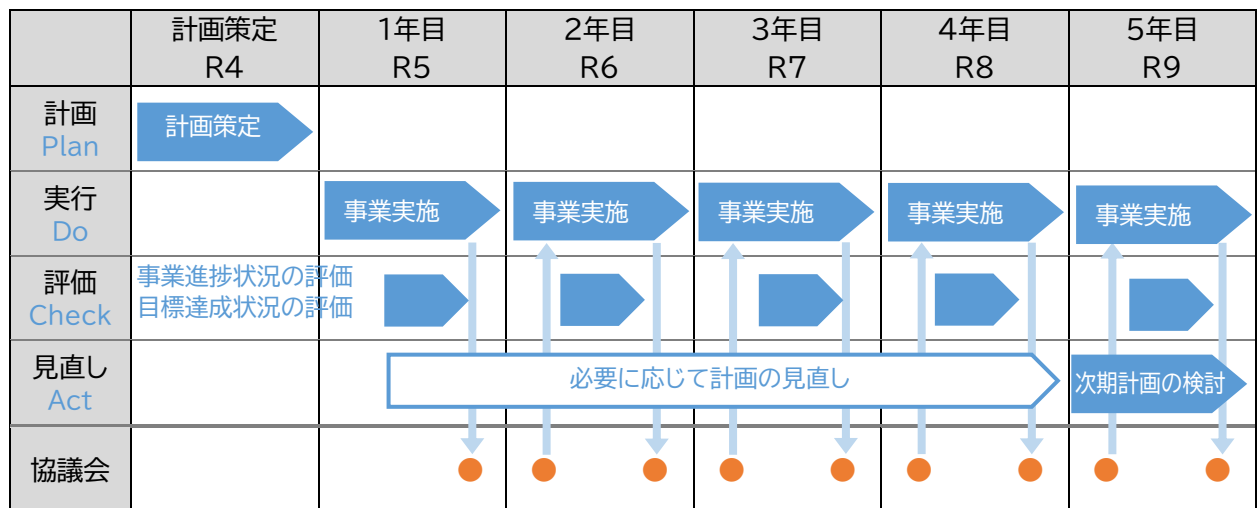 計画策定 1年目 2年目 3年目 4年目 5年目
R4 R5 R6 R7 R8 R9
計画
Plan
計画策定
実行
Do
事業実施 事業実施 事業実施 事業実施 事業実施
評価
Check
事業進捗状況の評価
目標達成状況の評価
見直し
Act
必要に応じて計画の見直し
次期計画の検討
協議会